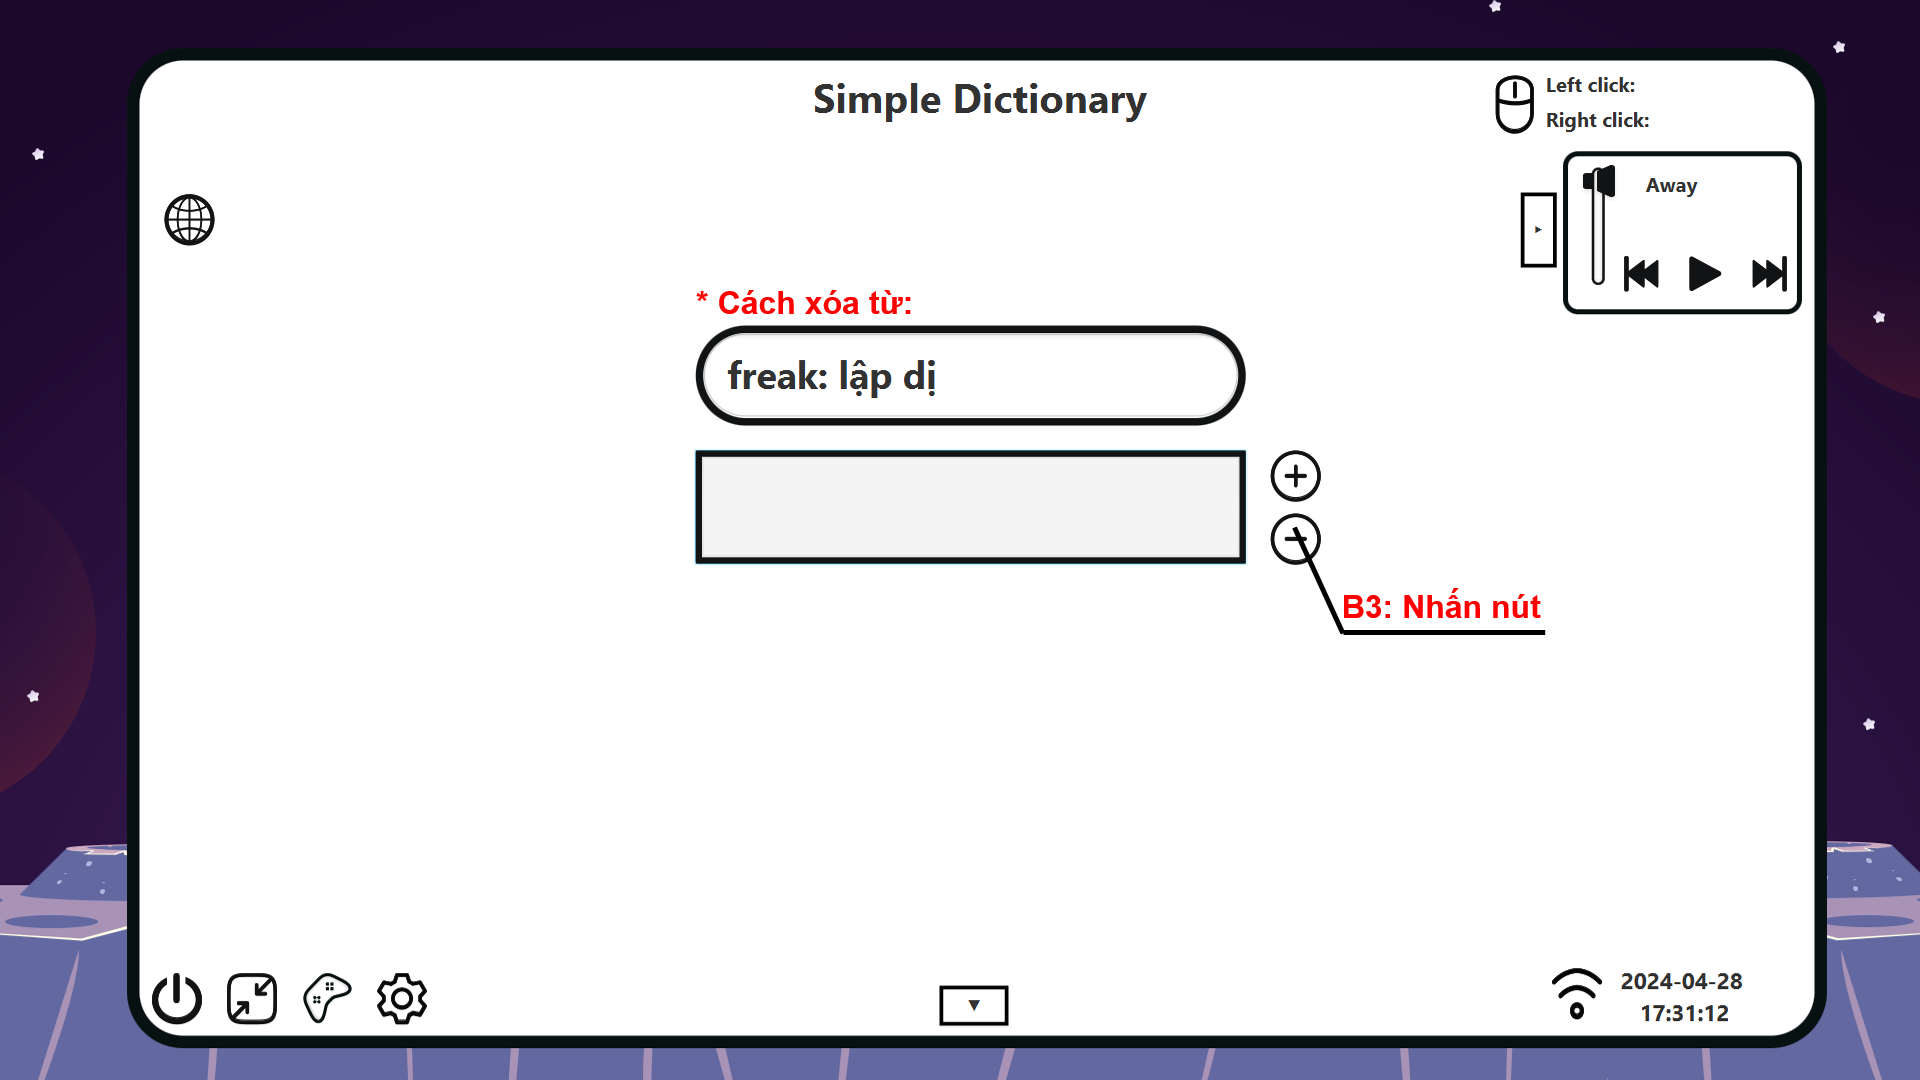 Simple Dictionary
Left click:
Right click:
Away
* Cách xóa từ:
freak: lập dị
B3: Nhấn nút
2024-04-28
17:31:12